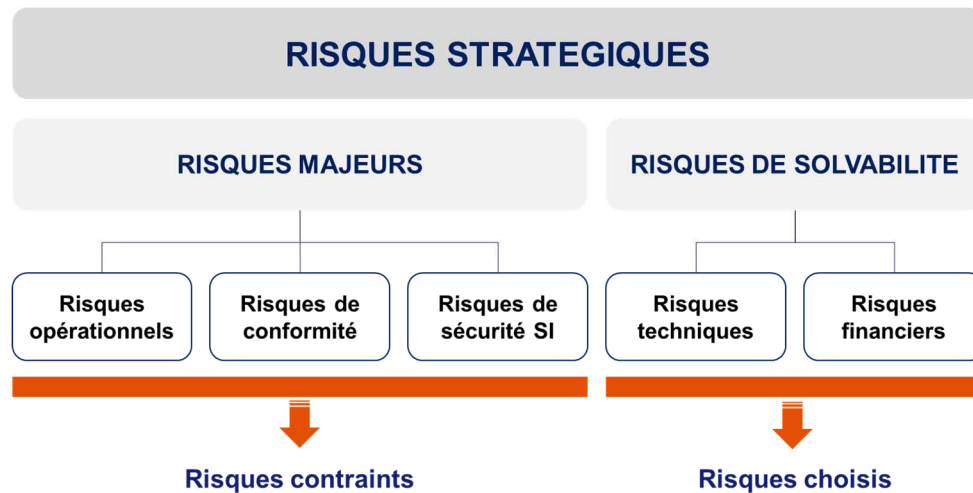 RISQUES STRATEGIQUES
RISQUES MAJEURS
RISQUES DE SOLVABILITE
Risques
opérationnels
Risques de
conformité
Risques de
sécurité SI
Risques
techniques
Risques
financiers
Risques contraints
Risques choisis